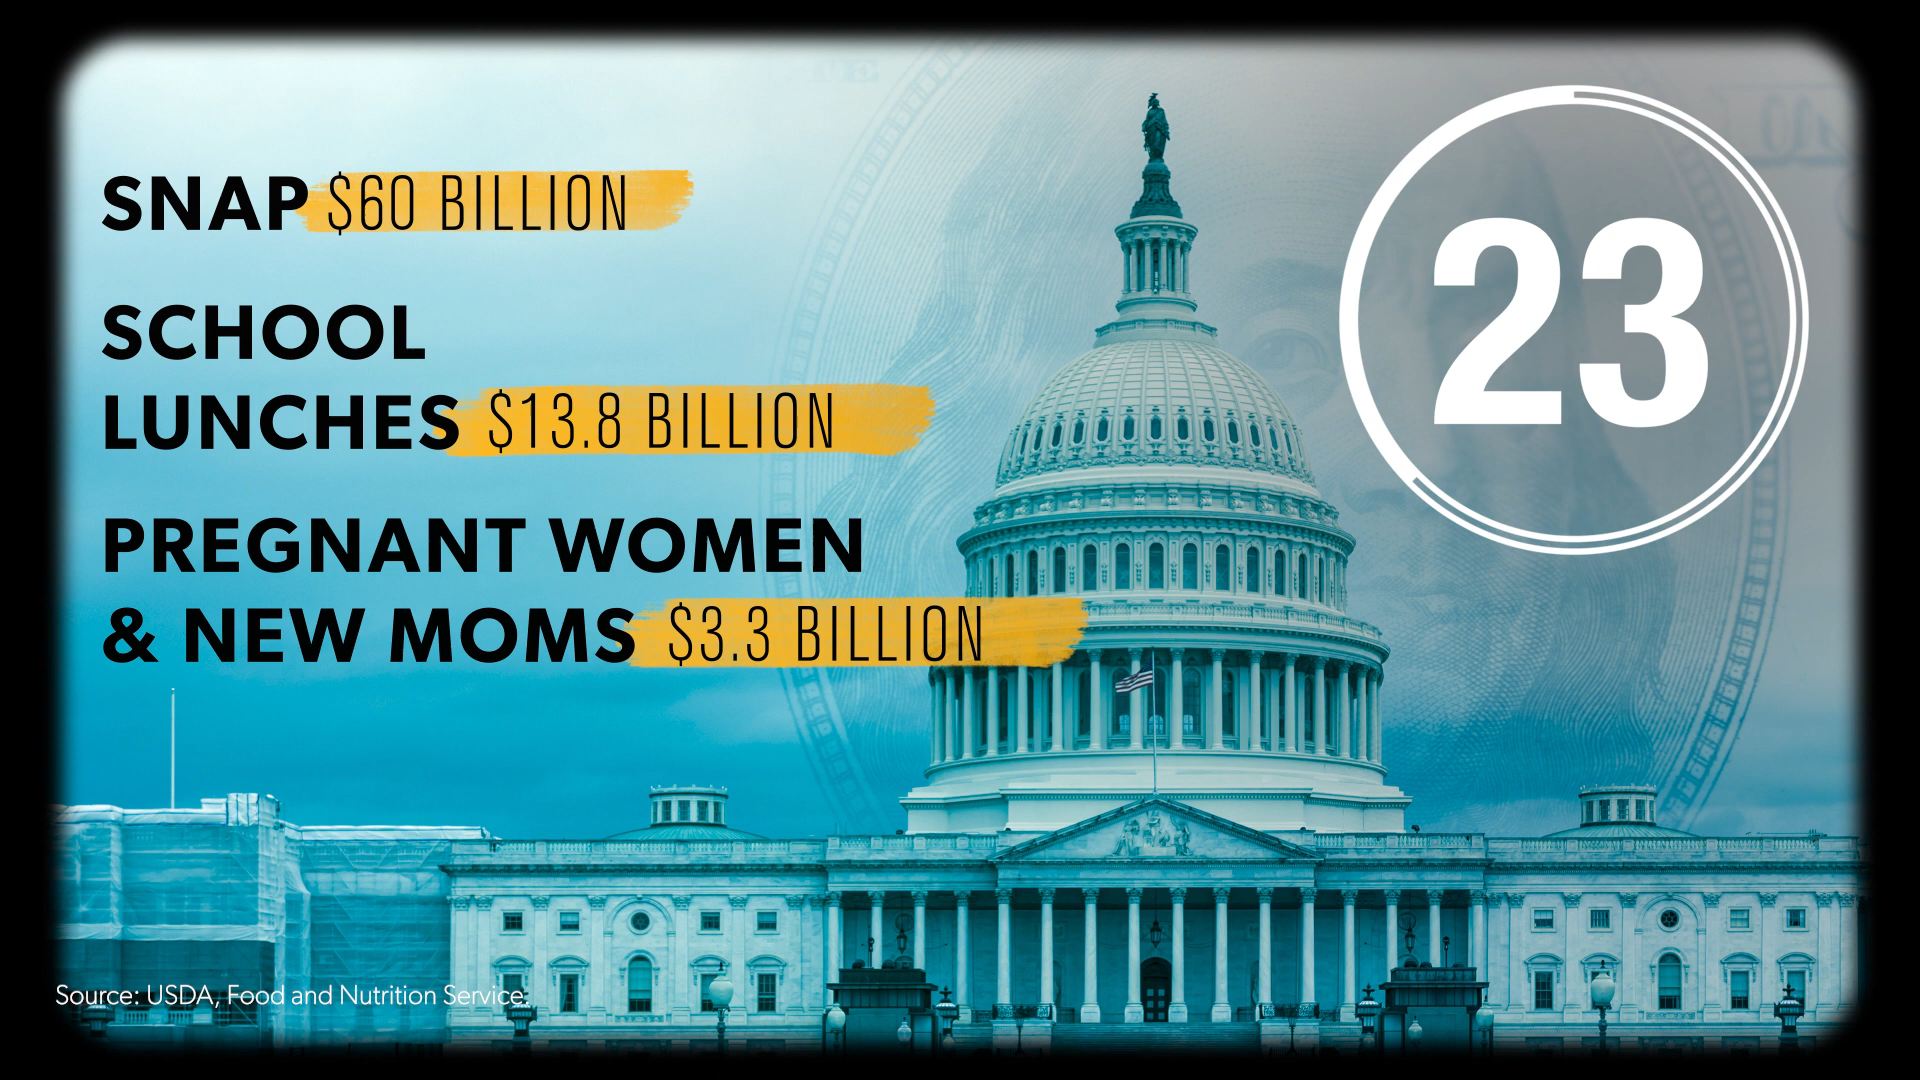 SNAP $60 BILLION
SCHOOL
LUNCHES $13.8 BILLION
PREGNANT WOMEN
& NEW MOMS $3.3 BILLION
23
Source: USDA, Food and Nutrition Service.